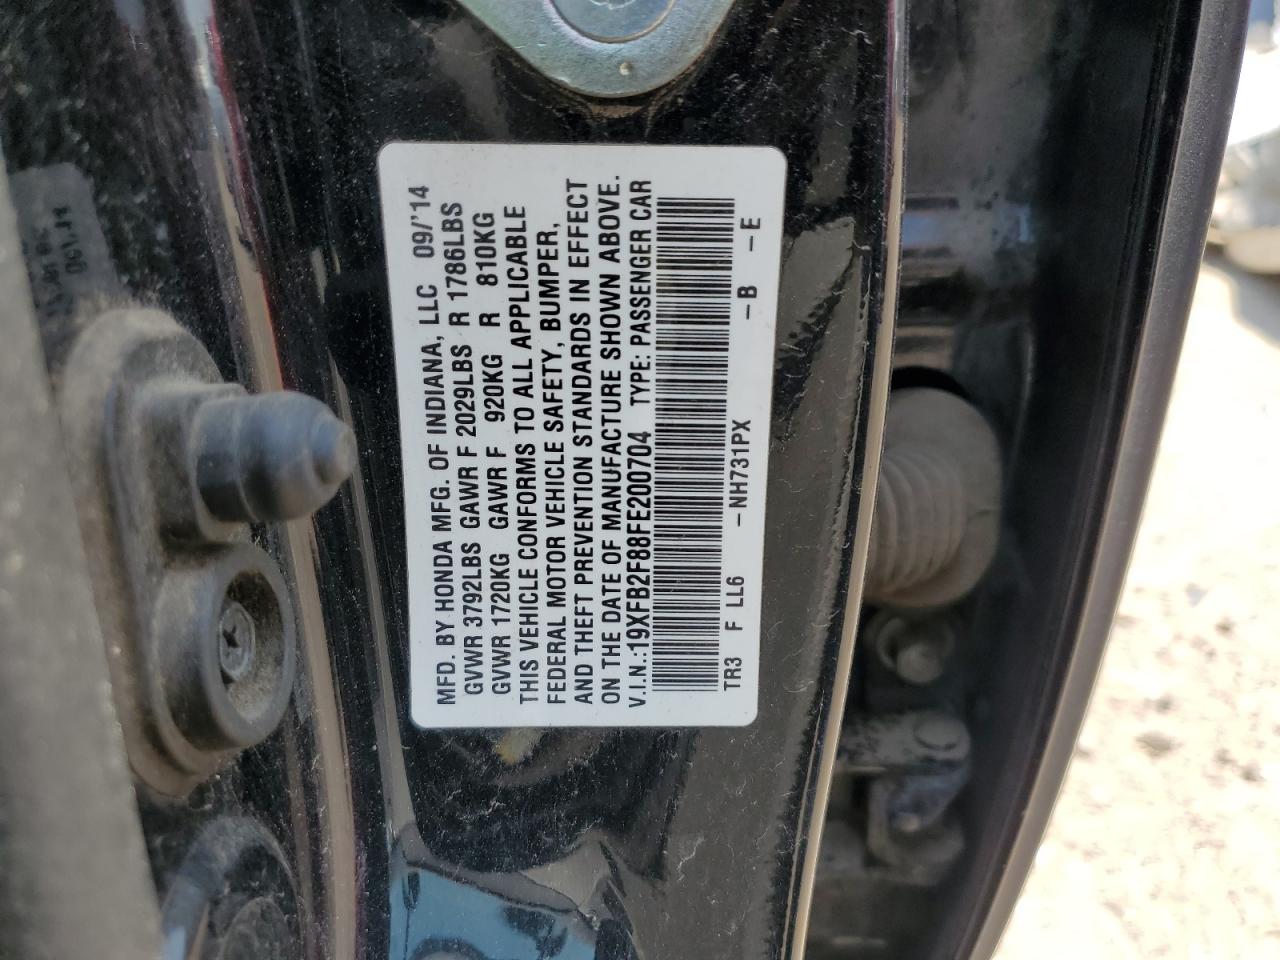 MFD. BY HONDA MFG. OF INDIANA, LLC 09/'14
GVWR 3792LBS GAWR F 2029LBS R 1786LBS
GVWR 1720KG GAWR F 920KG R 810KG
THIS VEHICLE CONFORMS TO ALL APPLICABLE
FEDERAL MOTOR VEHICLE SAFETY, BUMPER,
AND THEFT PREVENTION STANDARDS IN EFFECT
ON THE DATE OF MANUFACTURE SHOWN ABOVE.
V.I.N.:19XFB2F88FE200704 TYPE: PASSENGER CAR
TR3 F LL6 -NH731PX -B -E